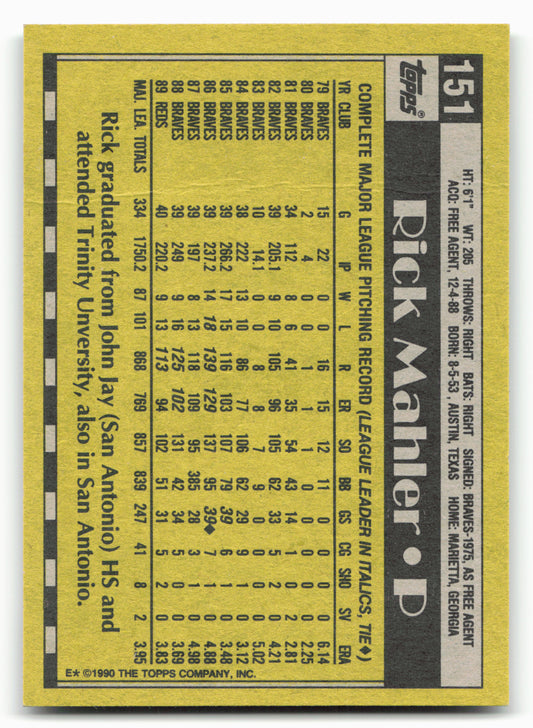 151
topps®
HT: 6'1" WT: 205 THROWS: RIGHT BATS: RIGHT SIGNED: BRAVES-1975, AS FREE AGENT
ACQ: FREE AGENT, 12-4-88 BORN: 8-5-53, AUSTIN, TEXAS HOME: MARIETTA, GEORGIA
Rick Mahler • P
COMPLETE MAJOR LEAGUE PITCHING RECORD (LEAGUE LEADER IN ITALICS, TIE◆)
YR CLUB G IP W L R ER SO BB GS CG SHO SV ERA
79 BRAVES 15 22 0 0 16 15 12 11 0 0 0 0 6.14
80 BRAVES 2 4 0 0 1 1 1 0 0 0 0 0 2.25
81 BRAVES 34 112 8 6 41 35 54 43 14 1 0 2 2.81
82 BRAVES 39 205.1 9 10 105 96 105 62 33 5 2 0 4.21
83 BRAVES 10 14.1 0 0 8 8 7 9 0 0 0 0 5.02
84 BRAVES 38 222 13 10 86 77 106 62 29 9 1 0 3.12
85 BRAVES 39 266.2 17 15 116 103 107 79 39 6 1 0 3.48
86 BRAVES 39 237.2 14 18 139 129 137 95 39◆ 7 1 0 4.88
87 BRAVES 39 197 8 13 118 109 95 385 28 3 1 0 4.98
88 BRAVES 39 249 9 16 125 102 131 42 34 5 0 0 3.69
89 REDS 40 220.2 9 13 113 94 102 51 31 5 2 0 3.83
MAJ. LEA. TOTALS 334 1750.2 87 101 868 769 857 839 247 41 8 2 3.95
Rick graduated from John Jay (San Antonio) HS and
attended Trinity Unversity, also in San Antonio.
E* ©1990 THE TOPPS COMPANY, INC.